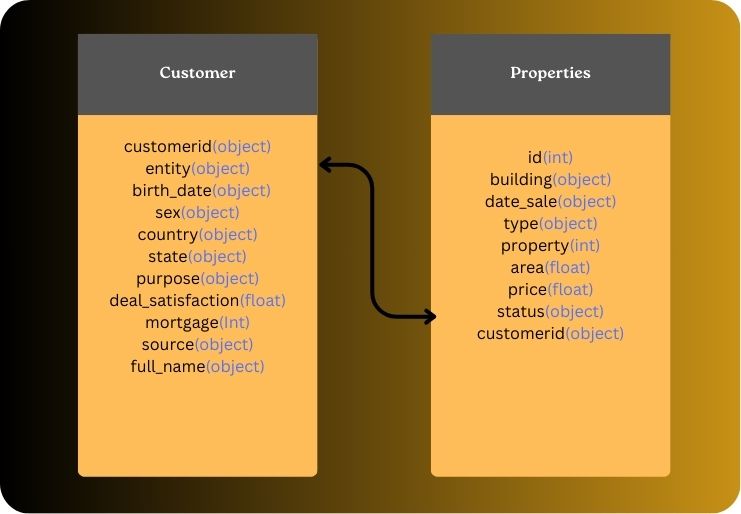 Customer
customerid(object)
entity(object)
birth_date(object)
sex(object)
country(object)
state(object)
purpose(object)
deal_satisfaction(float)
mortgage(Int)
source(object)
full_name(object)
Properties
id(int)
building(object)
date_sale(object)
type(object)
property(int)
area(float)
price(float)
status(object)
customerid(object)